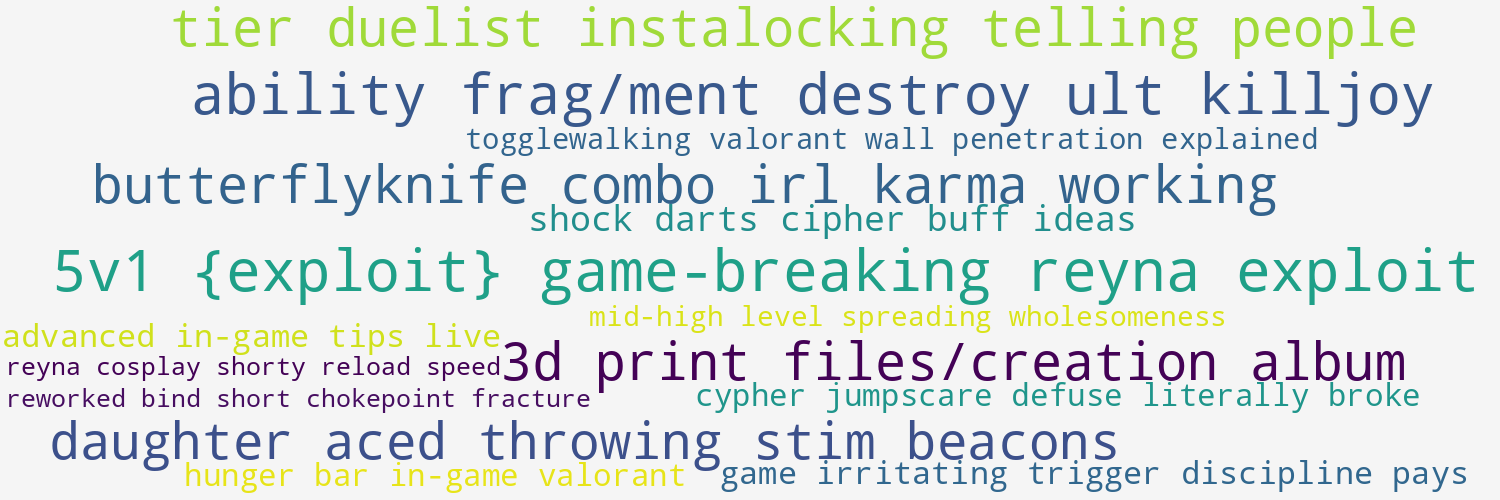 tier duelist instalocking telling people
ability frag/ment destroy ult killjoy
togglewalking valorant wall penetration explained
butterflyknife combo irl karma working
shock darts cipher buff ideas
5v1 {exploit} game-breaking reyna exploit
mid-high level spreading wholesomeness
advanced in-game tips live
reyna cosplay shorty reload speed
3d print files/creation album
reworked bind short chokepoint fracture
cypher jumpscare defuse literally broke
daughter aced throwing stim beacons
hunger bar in-game valorant
game irritating trigger discipline pays